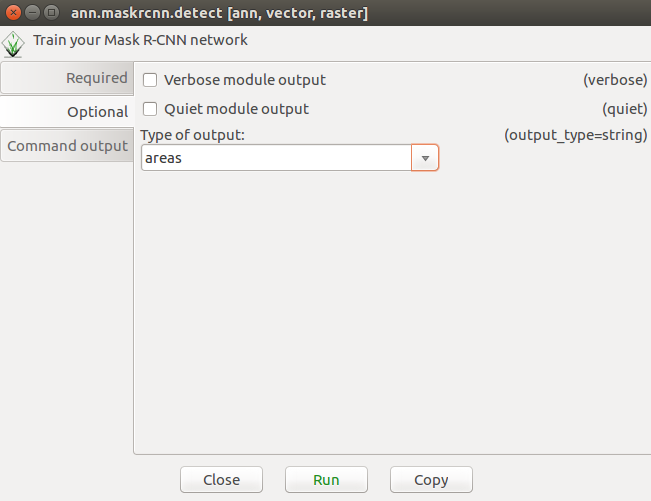 ann.maskrcnn.detect [ann, vector, raster]
Train your Mask R-CNN network
Required
Optional
Command output
Verbose module output (verbose)
Quiet module output (quiet)
Type of output: (output_type=string)
areas
Close Run Copy